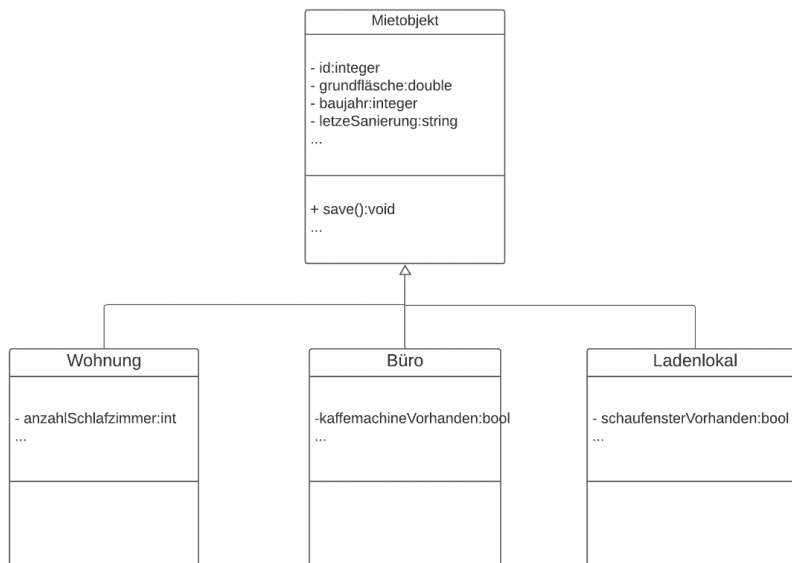 Mietobjekt
- id:integer
- grundfläsche:double
- baujahr:integer
- letzeSanierung:string
...
+ save():void
...
Wohnung
- anzahlSchlafzimmer:int
...
Büro
-kaffemachineVorhanden:bool
...
Ladenlokal
- schaufensterVorhanden:bool
...